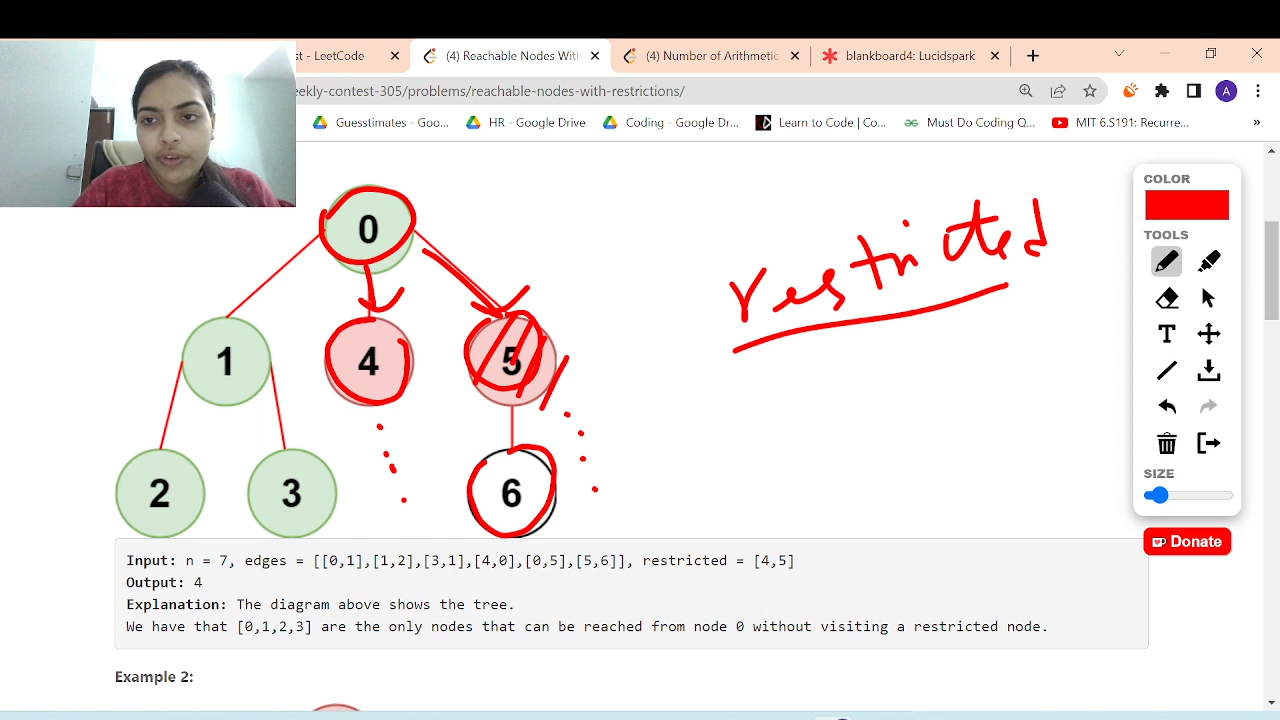 st - LeetCode
(4) Reachable Nodes With
(4) Number of Arithmetic
blankboard4: Lucidspark
eekly-contest-305/problems/reachable-nodes-with-restrictions/
A
Guesstimates - Goo...
HR - Google Drive
Coding - Google Dr...
Learn to Code | Co...
Must Do Coding Q...
MIT 6.S191: Recurre...
»
restricted
0
1
4
5
2
3
6
COLOR
TOOLS
T
SIZE
Donate
Input: n = 7, edges = [[0,1],[1,2],[3,1],[4,0],[0,5],[5,6]], restricted = [4,5]
Output: 4
Explanation: The diagram above shows the tree.
We have that [0,1,2,3] are the only nodes that can be reached from node 0 without visiting a restricted node.
Example 2: